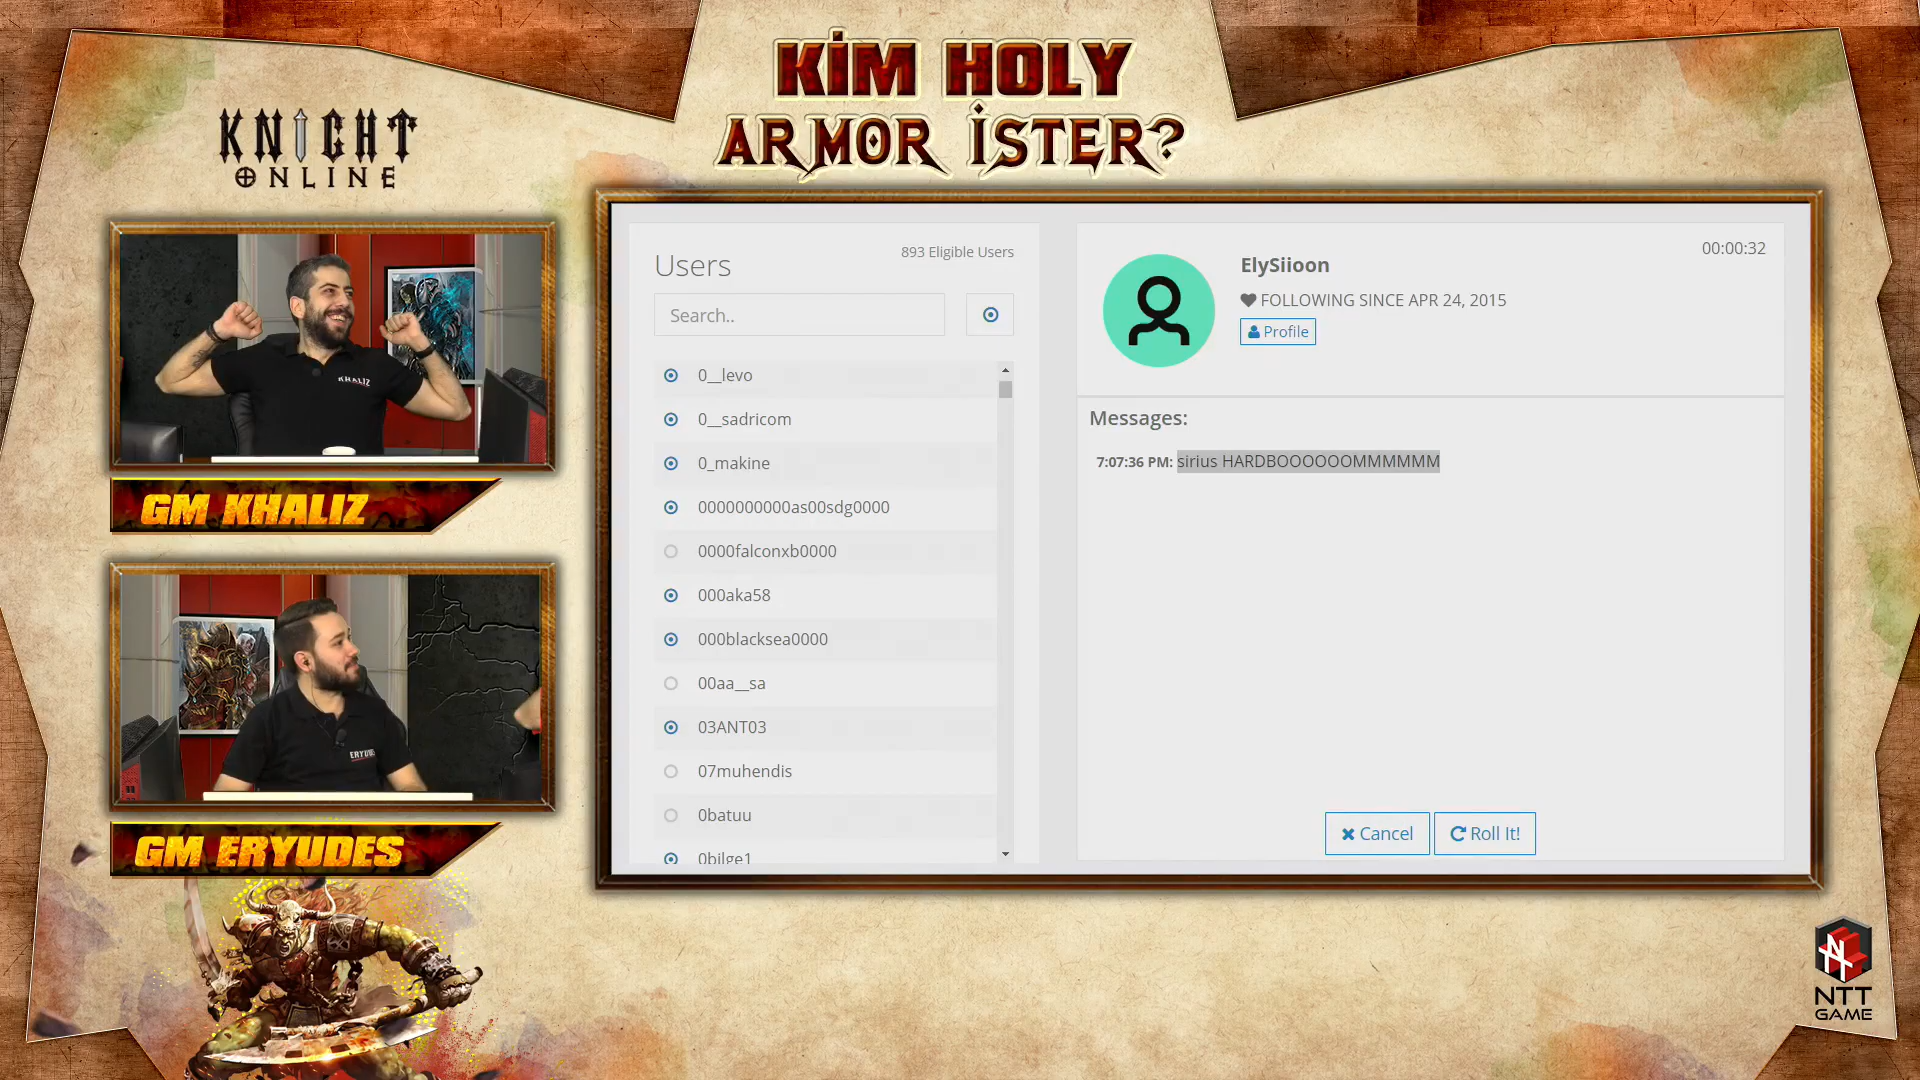 KİM HOLY
ARMOR İSTER?
KNIGHT
ONLINE
KHALIZ
GM KHALIZ
ERYUDES
GM ERYUDES
Users
893 Eligible Users
Search..
0__levo
0__sadricom
0_makine
0000000000as00sdg0000
0000falconxb0000
000aka58
000blacksea0000
00aa__sa
03ANT03
07muhendis
0batuu
0bilge1
00:00:32
ElySiioon
FOLLOWING SINCE APR 24, 2015
Profile
Messages:
7:07:36 PM: sirius HARDBOOOOOOMMMMMM
Cancel
Roll It!
NTT
GAME